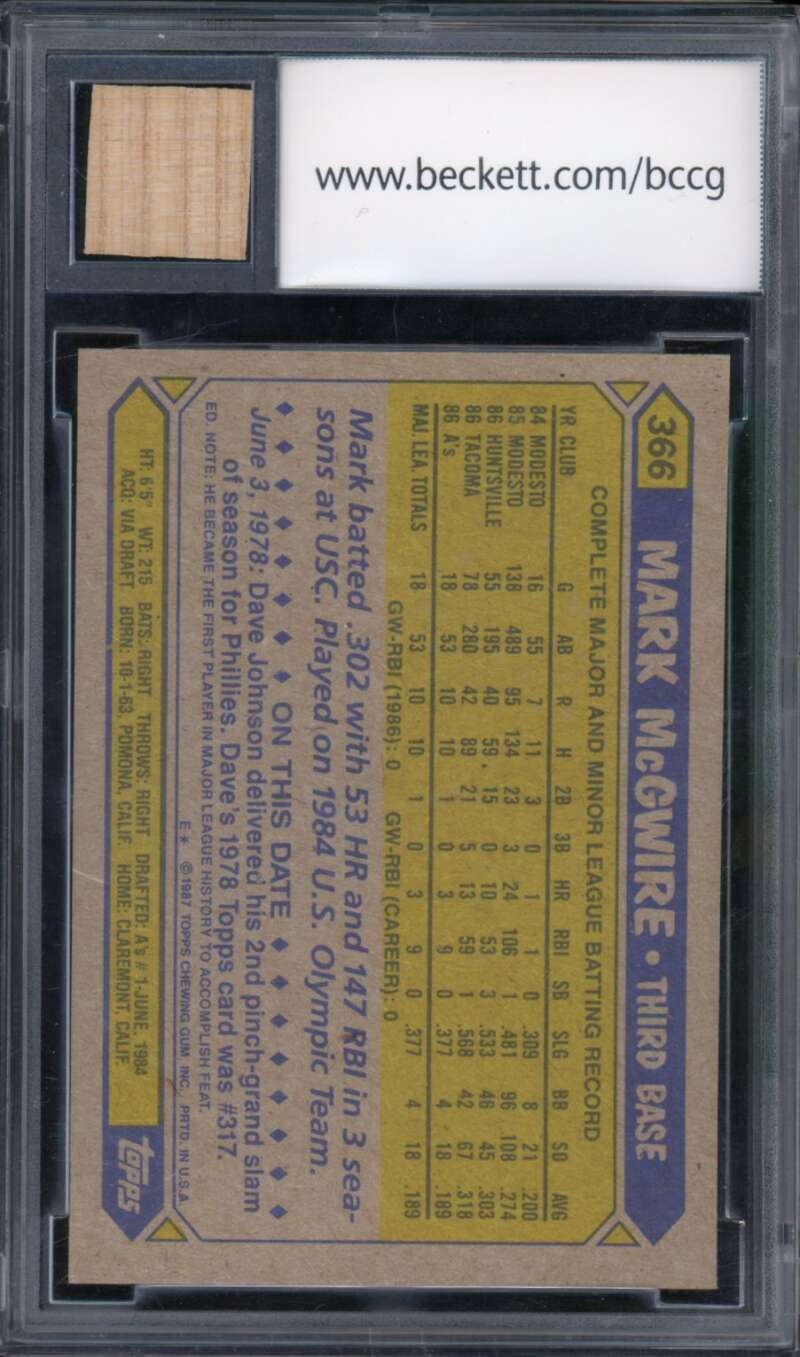 www.beckett.com/bccg
366
MARK McGWIRE • THIRD BASE
COMPLETE MAJOR AND MINOR LEAGUE BATTING RECORD
YR CLUB G AB R H 2B 3B HR RBI SB SLG BB SO AVG
84 MODESTO 16 55 7 11 3 0 1 1 0 .309 8 21 .200
85 MODESTO 138 489 95 134 23 3 24 106 1 .481 96 108 .274
86 HUNTSVILLE 55 195 40 59 15 0 10 53 3 .533 46 45 .303
86 TACOMA 78 280 42 89 21 5 13 59 1 .568 42 67 .318
86 A's 18 53 10 10 1 0 3 9 0 .377 4 18 .189
MAJ. LEA. TOTALS 18 53 10 10 1 0 3 9 0 .377 4 18 .189
GW-RBI (1986): 0 GW-RBI (CAREER): 0
Mark batted .302 with 53 HR and 147 RBI in 3 sea-
sons at USC. Played on 1984 U.S. Olympic Team.
♦ ♦ ♦ ♦ ♦ ♦ ♦ ♦ ON THIS DATE ♦ ♦ ♦ ♦ ♦ ♦ ♦ ♦
June 3, 1978: Dave Johnson delivered his 2nd pinch-grand slam
of season for Phillies. Dave's 1978 Topps card was #317.
ED. NOTE: HE BECAME THE FIRST PLAYER IN MAJOR LEAGUE HISTORY TO ACCOMPLISH FEAT.
E* ©1987 TOPPS CHEWING GUM INC. PRTD. IN U.S.A.
HT: 6'5" WT: 215 BATS: RIGHT THROWS: RIGHT DRAFTED: A's # 1-JUNE, 1984
ACQ: VIA DRAFT BORN: 10-1-63, POMONA, CALIF. HOME: CLAREMONT, CALIF.
TOPPS